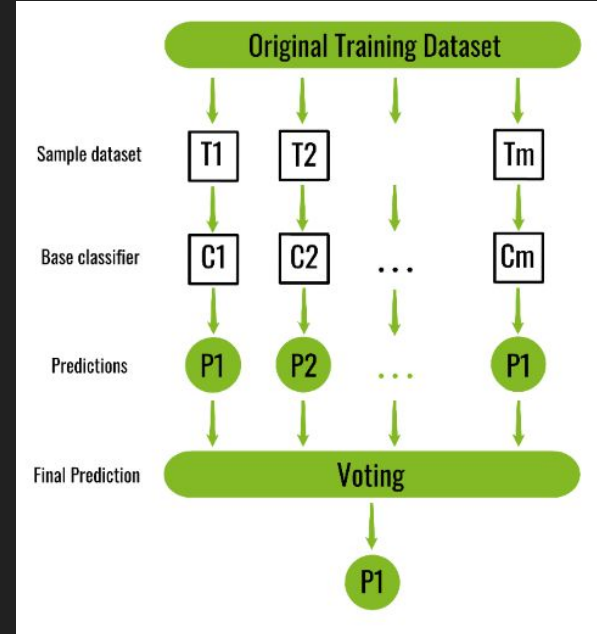 Original Training Dataset
Sample dataset T1 T2 Tm
Base classifier C1 C2 ... Cm
Predictions P1 P2 ... P1
Final Prediction Voting
P1